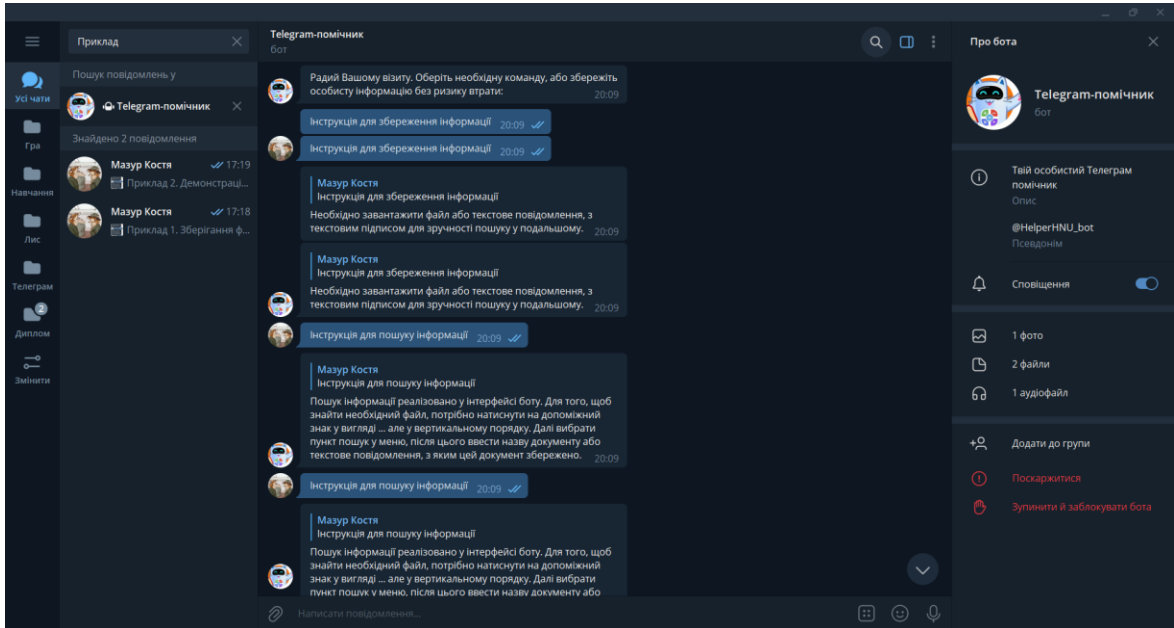 Усі чати
Гра
Навчання
Лис
Телеграм
2
Диплом
Змінити
Приклад
Пошук повідомлень у
Telegram-помічник
Знайдено 2 повідомлення
Мазур Костя 17:19
Приклад 2. Демонстраці...
Мазур Костя 17:18
Приклад 1. Зберігання ф...
Telegram-помічник
бот
Радий Вашому візиту. Оберіть необхідну команду, або збережіть
особисту інформацію без ризику втрати: 20:09
Інструкція для збереження інформації 20:09
Інструкція для збереження інформації 20:09
Мазур Костя
Інструкція для збереження інформації
Необхідно завантажити файл або текстове повідомлення, з
текстовим підписом для зручності пошуку у подальшому. 20:09
Мазур Костя
Інструкція для збереження інформації
Необхідно завантажити файл або текстове повідомлення, з
текстовим підписом для зручності пошуку у подальшому. 20:09
Інструкція для пошуку інформації 20:09
Мазур Костя
Інструкція для пошуку інформації
Пошук інформації реалізовано у інтерфейсі боту. Для того, щоб
знайти необхідний файл, потрібно натиснути на допоміжний
знак у вигляді ... але у вертикальному порядку. Далі вибрати
пункт пошук у меню, після цього ввести назву документу або
текстове повідомлення, з яким цей документ збережено. 20:09
Інструкція для пошуку інформації 20:09
Мазур Костя
Інструкція для пошуку інформації
Пошук інформації реалізовано у інтерфейсі боту. Для того, щоб
знайти необхідний файл, потрібно натиснути на допоміжний
знак у вигляді ... але у вертикальному порядку. Далі вибрати
пункт пошук у меню, після цього ввести назву документу або
Написати повідомлення...
Про бота
Telegram-помічник
бот
Твій особистий Телеграм
помічник
Опис
@HelperHNU_bot
Псевдонім
Сповіщення
1 фото
2 файли
1 аудіофайл
Додати до групи
Поскаржитися
Зупинити й заблокувати бота